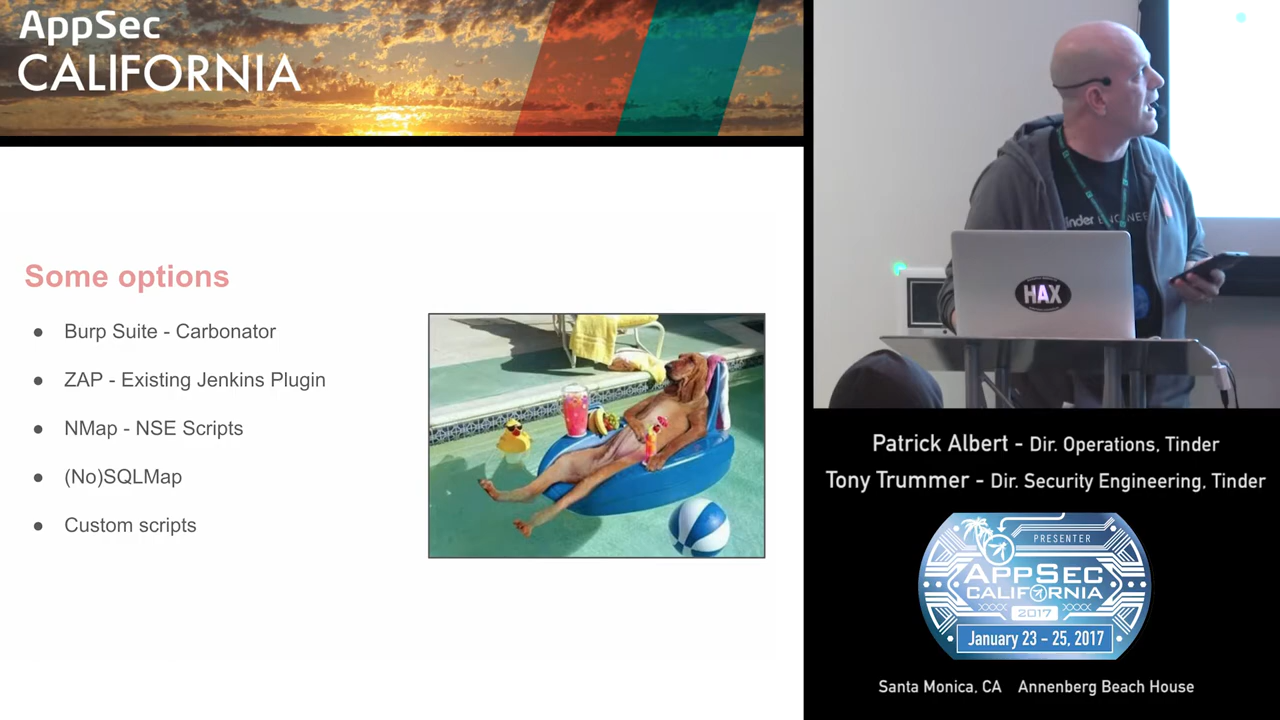 AppSec
CALIFORNIA
Some options
● Burp Suite - Carbonator
● ZAP - Existing Jenkins Plugin
● NMap - NSE Scripts
● (No)SQLMap
● Custom scripts
inder ENGINEE
HAX
Patrick Albert - Dir. Operations, Tinder
Tony Trummer - Dir. Security Engineering, Tinder
PRESENTER
APPSEC
CALIFORNIA
2017
January 23 - 25, 2017
Santa Monica, CA Annenberg Beach House